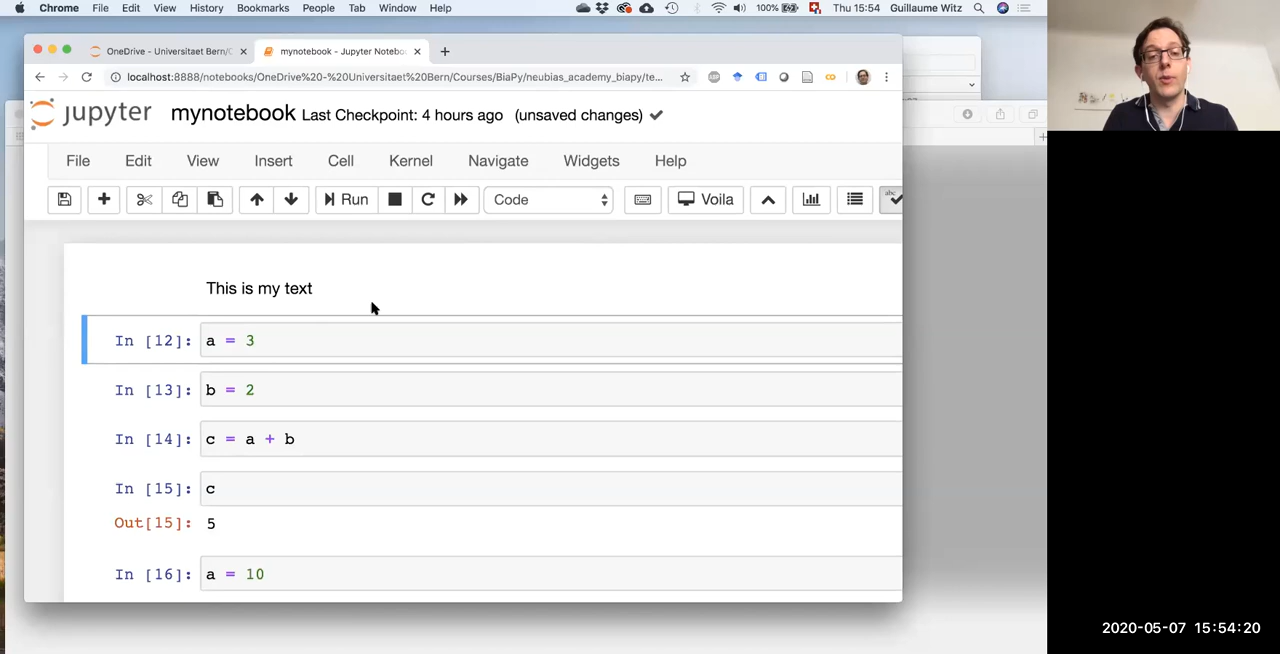 Chrome File Edit View History Bookmarks People Tab Window Help 100% Thu 15:54 Guillaume Witz
OneDrive - Universitaet Bern/C mynotebook - Jupyter Notebo
localhost:8888/notebooks/OneDrive%20-%20Universitaet%20Bern/Courses/BiaPy/neubias_academy_biapy/te...
jupyter mynotebook Last Checkpoint: 4 hours ago (unsaved changes)
File Edit View Insert Cell Kernel Navigate Widgets Help
Run Code Voila abc
This is my text
In [12]: a = 3
In [13]: b = 2
In [14]: c = a + b
In [15]: c
Out[15]: 5
In [16]: a = 10
2020-05-07 15:54:20